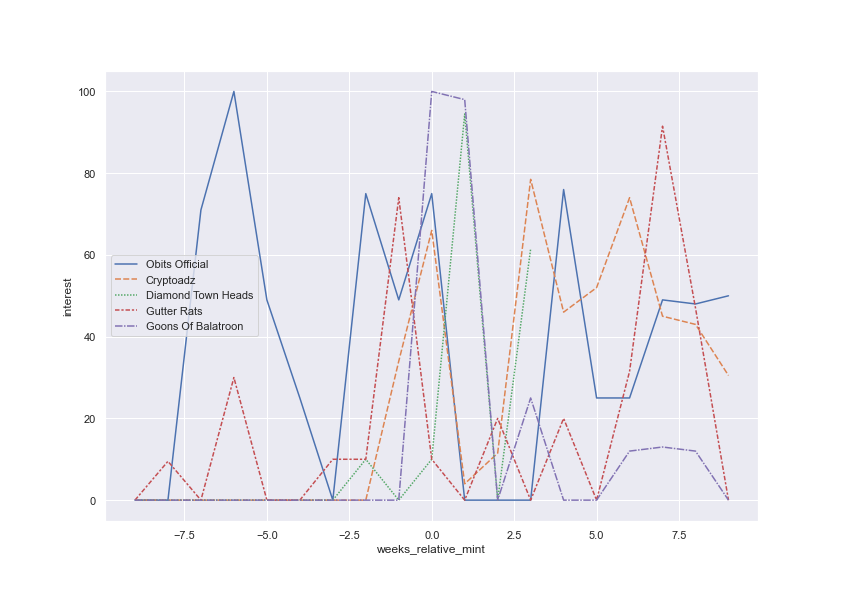 100
80
60
40
20
0
interest
Obits Official
Cryptoadz
Diamond Town Heads
Gutter Rats
Goons Of Balatroon
−7.5 −5.0 −2.5 0.0 2.5 5.0 7.5
weeks_relative_mint